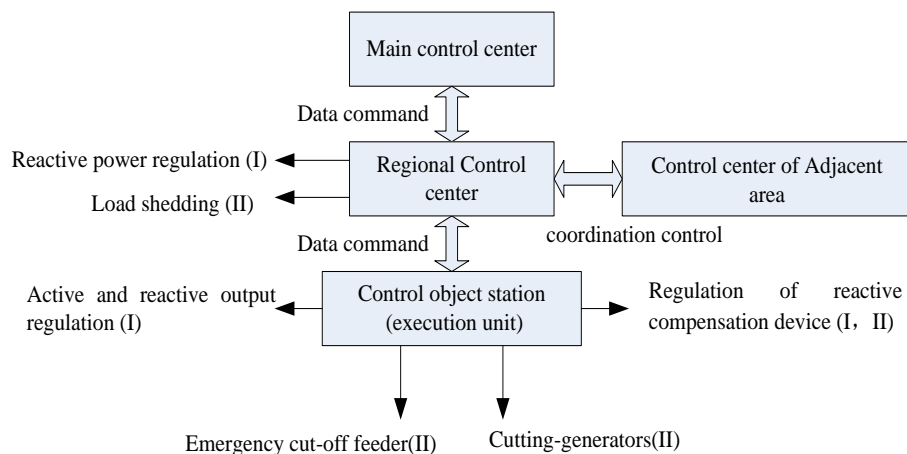 Main control center
Data command
Reactive power regulation (I)
Regional Control
center
Control center of Adjacent
area
Load shedding (II)
Data command
coordination control
Active and reactive output
regulation (I)
Control object station
(execution unit)
Regulation of reactive
compensation device (I，II)
Emergency cut-off feeder(II)
Cutting-generators(II)